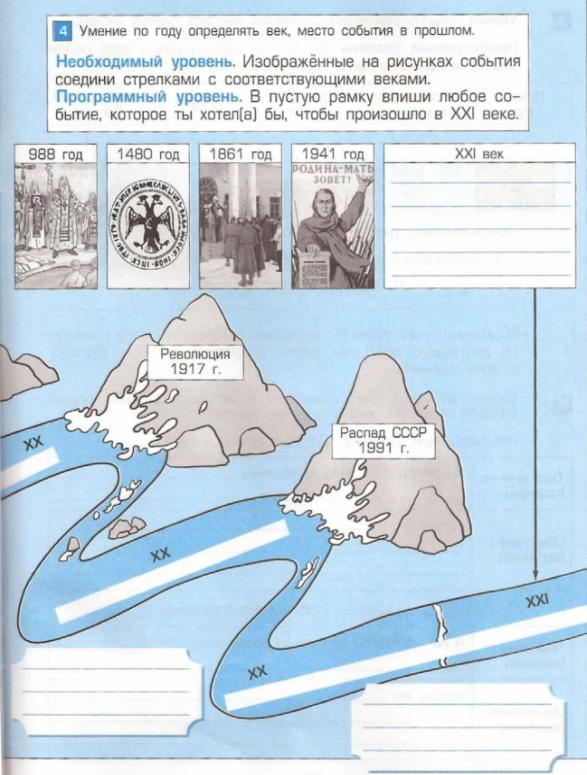 4 Умение по году определять век, место события в прошлом.
Необходимый уровень. Изображённые на рисунках события
соедини стрелками с соответствующими веками.
Программный уровень. В пустую рамку впиши любое со-
бытие, которое ты хотел(а) бы, чтобы произошло в XXI веке.
988 год 1480 год 1861 год 1941 год XXI век
РОДИНА-МАТЬ
ЗОВЕТ!
Революция
1917 г.
Распад СССР
1991 г.
XX
XX
XXI
XX